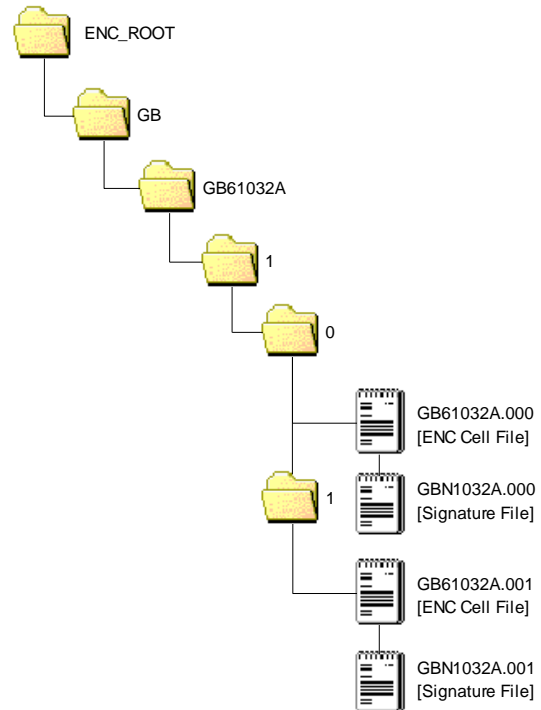 ENC_ROOT
GB
GB61032A
1
0
GB61032A.000
[ENC Cell File]
1
GBN1032A.000
[Signature File]
GB61032A.001
[ENC Cell File]
GBN1032A.001
[Signature File]